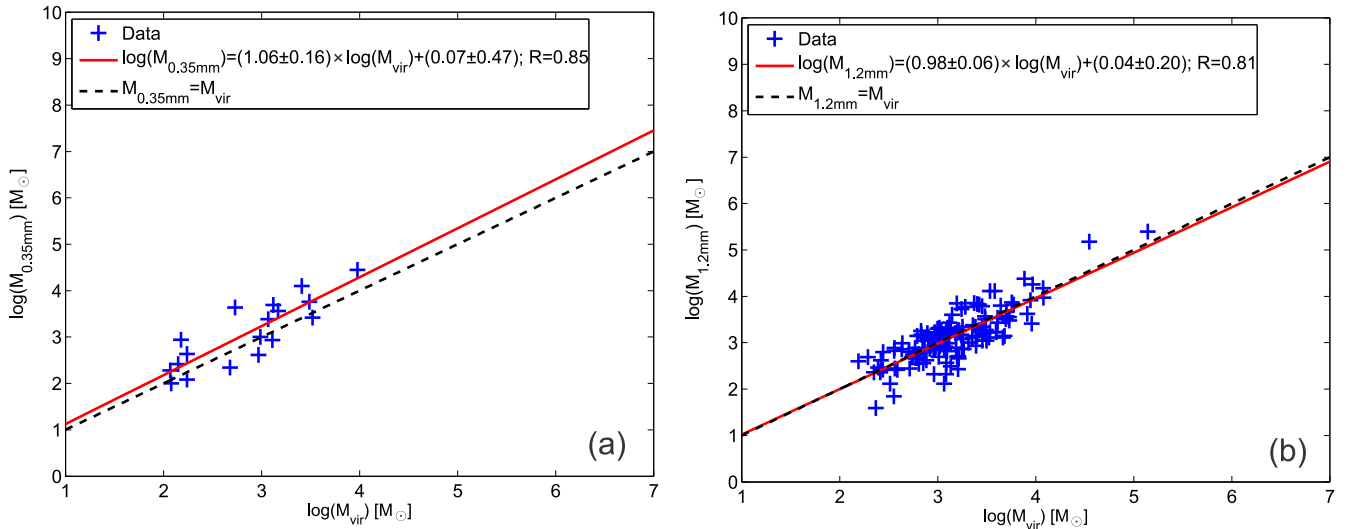 10
9
8
7
6
5
4
3
2
1
0
log(M0.35mm) [M⊙]
Data
log(M0.35mm)=(1.06±0.16)×log(Mvir)+(0.07±0.47); R=0.85
M0.35mm=Mvir
(a)
1 2 3 4 5 6 7
log(Mvir) [M⊙]
10
9
8
7
6
5
4
3
2
1
0
log(M1.2mm) [M⊙]
Data
log(M1.2mm)=(0.98±0.06)×log(Mvir)+(0.04±0.20); R=0.81
M1.2mm=Mvir
(b)
1 2 3 4 5 6 7
log(Mvir) [M⊙]